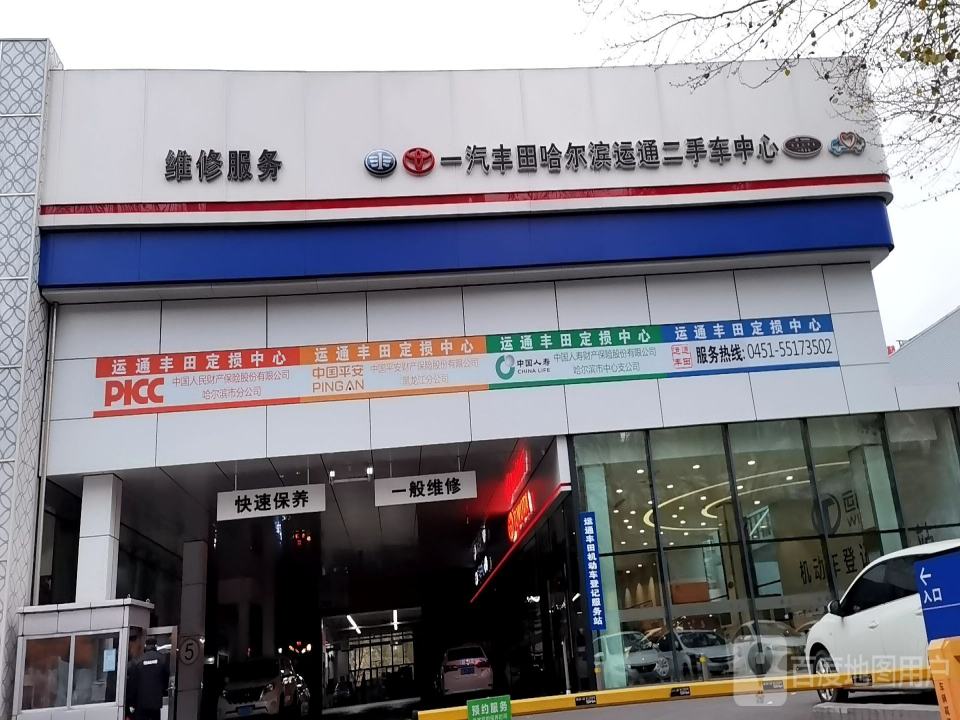 维修服务
一汽丰田哈尔滨运通二手车中心
运通丰田定损中心
PICC
中国人民财产保险股份有限公司
哈尔滨市分公司
运通丰田定损中心
中国平安
PING AN
中国平安财产保险股份有限公司
黑龙江分公司
运通丰田定损中心
中国人寿
CHINA LIFE
中国人寿财产保险股份有限公司
哈尔滨市中心支公司
运通丰田定损中心
服务热线:0451-55173502
快速保养
一般维修
运通丰田机动车登记服务站
机动车登记
站
入口
5
预约服务
百度地图用户